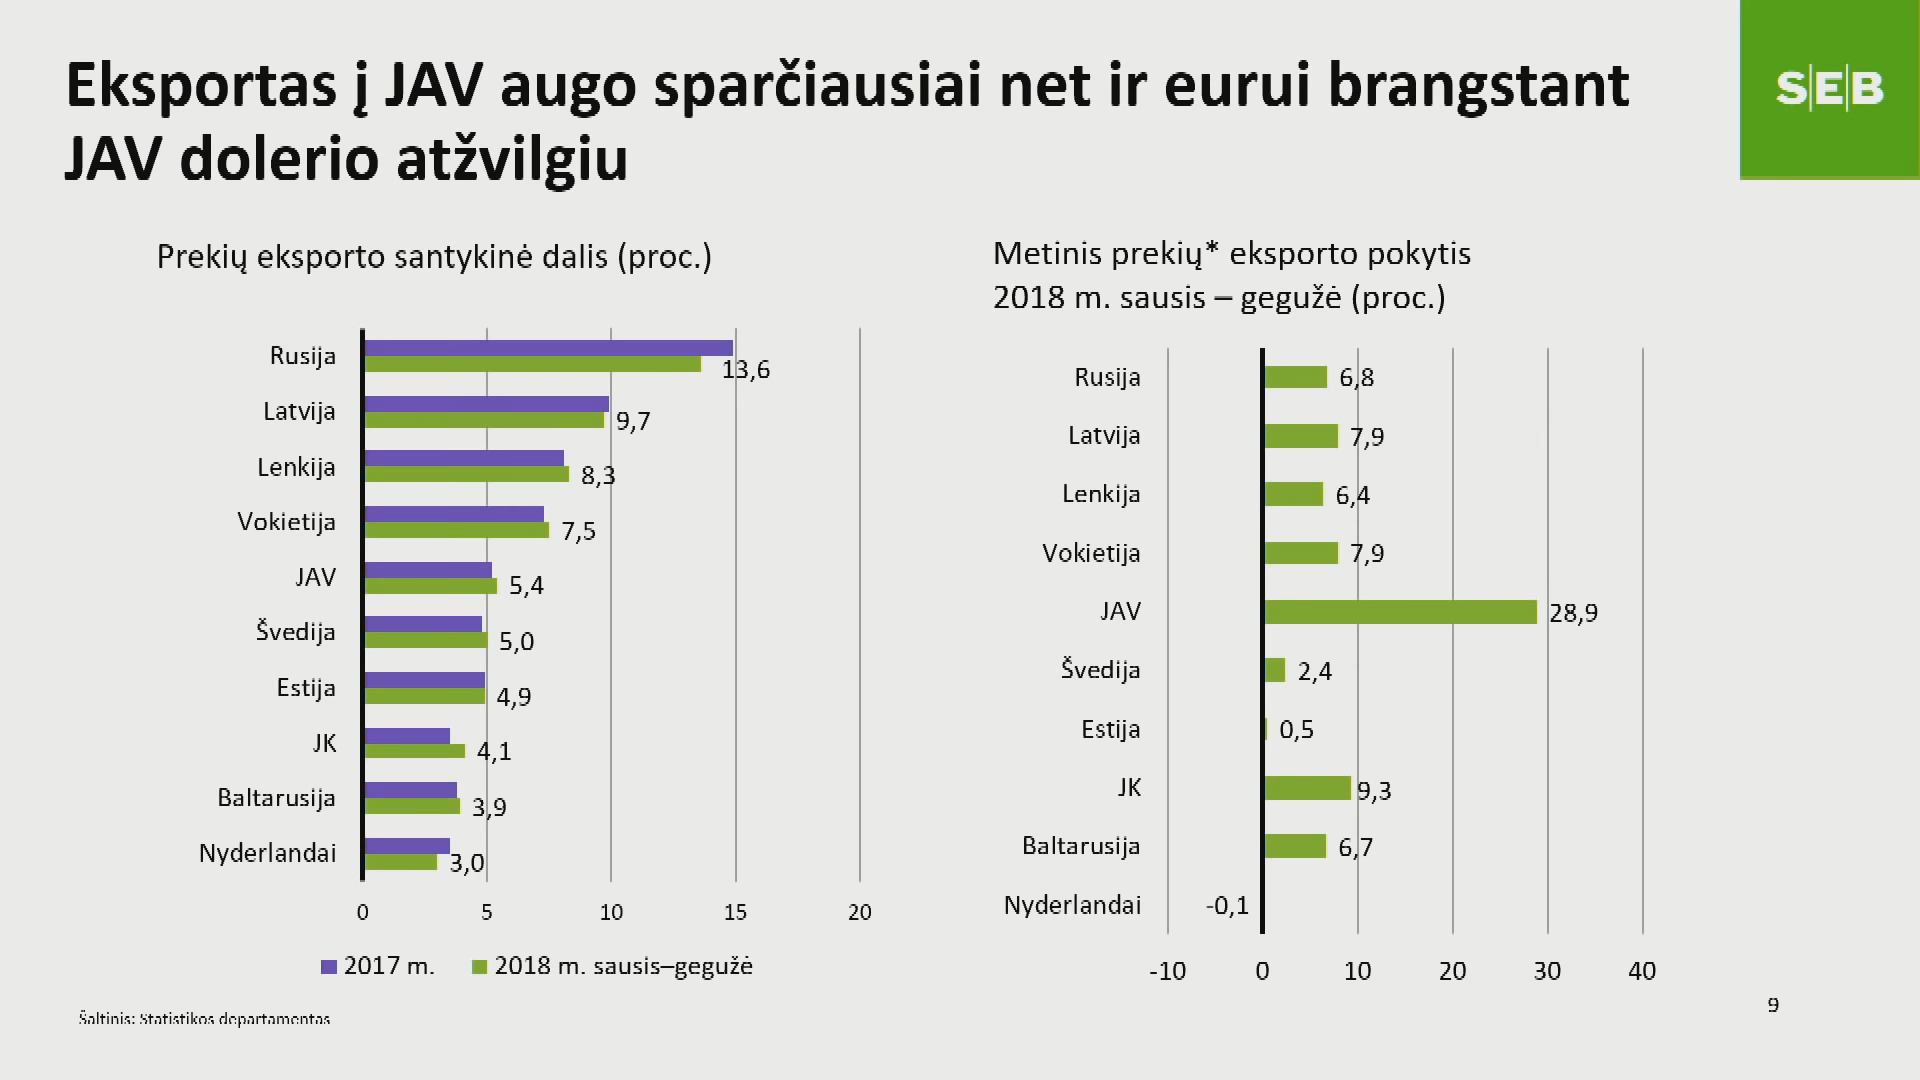 Eksportas į JAV augo sparčiausiai net ir eurui brangstant
JAV dolerio atžvilgiu
SEB
Prekių eksporto santykinė dalis (proc.)
Rusija
13,6
Latvija
9,7
Lenkija
8,3
Vokietija
7,5
JAV
5,4
Švedija
5,0
Estija
4,9
JK
4,1
Baltarusija
3,9
Nyderlandai
3,0
0 5 10 15 20
2017 m. 2018 m. sausis–gegužė
Metinis prekių* eksporto pokytis
2018 m. sausis – gegužė (proc.)
Rusija
6,8
Latvija
7,9
Lenkija
6,4
Vokietija
7,9
JAV
28,9
Švedija
2,4
Estija
0,5
JK
9,3
Baltarusija
6,7
Nyderlandai
-0,1
-10 0 10 20 30 40
Šaltinis: Statistikos departamentas
9